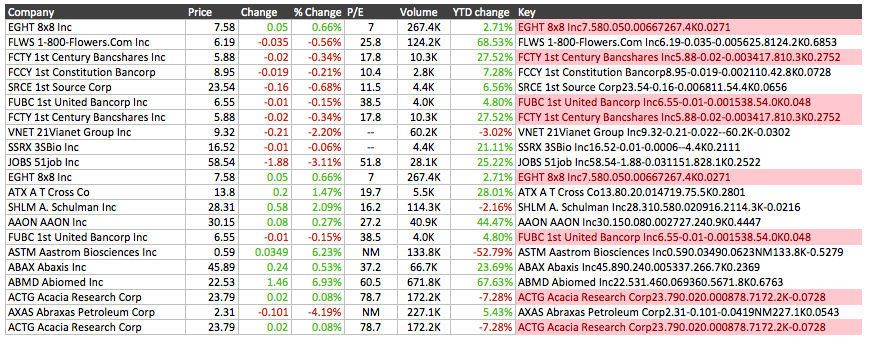 Company Price Change % Change P/E Volume YTD change Key
EGHT 8x8 Inc 7.58 0.05 0.66% 7 267.4K 2.71% EGHT 8x8 Inc7.580.050.00667267.4K0.0271
FLWS 1-800-Flowers.Com Inc 6.19 -0.035 -0.56% 25.8 124.2K 68.53% FLWS 1-800-Flowers.Com Inc6.19-0.035-0.005625.8124.2K0.6853
FCTY 1st Century Bancshares Inc 5.88 -0.02 -0.34% 17.8 10.3K 27.52% FCTY 1st Century Bancshares Inc5.88-0.02-0.003417.810.3K0.2752
FCCY 1st Constitution Bancorp 8.95 -0.019 -0.21% 10.4 2.8K 7.28% FCCY 1st Constitution Bancorp8.95-0.019-0.002110.42.8K0.0728
SRCE 1st Source Corp 23.54 -0.16 -0.68% 11.5 4.4K 6.56% SRCE 1st Source Corp23.54-0.16-0.006811.54.4K0.0656
FUBC 1st United Bancorp Inc 6.55 -0.01 -0.15% 38.5 4.0K 4.80% FUBC 1st United Bancorp Inc6.55-0.01-0.001538.54.0K0.048
FCTY 1st Century Bancshares Inc 5.88 -0.02 -0.34% 17.8 10.3K 27.52% FCTY 1st Century Bancshares Inc5.88-0.02-0.003417.810.3K0.2752
VNET 21Vianet Group Inc 9.32 -0.21 -2.20% -- 60.2K -3.02% VNET 21Vianet Group Inc9.32-0.21-0.022--60.2K-0.0302
SSRX 3SBio Inc 16.52 -0.01 -0.06% -- 4.4K 21.11% SSRX 3SBio Inc16.52-0.01-0.0006--4.4K0.2111
JOBS 51job Inc 58.54 -1.88 -3.11% 51.8 28.1K 25.22% JOBS 51job Inc58.54-1.88-0.031151.828.1K0.2522
EGHT 8x8 Inc 7.58 0.05 0.66% 7 267.4K 2.71% EGHT 8x8 Inc7.580.050.00667267.4K0.0271
ATX A T Cross Co 13.8 0.2 1.47% 19.7 5.5K 28.01% ATX A T Cross Co13.80.20.014719.75.5K0.2801
SHLM A. Schulman Inc 28.31 0.58 2.09% 16.2 114.3K -2.16% SHLM A. Schulman Inc28.310.580.020916.2114.3K-0.0216
AAON AAON Inc 30.15 0.08 0.27% 27.2 40.9K 44.47% AAON AAON Inc30.150.080.002727.240.9K0.4447
FUBC 1st United Bancorp Inc 6.55 -0.01 -0.15% 38.5 4.0K 4.80% FUBC 1st United Bancorp Inc6.55-0.01-0.001538.54.0K0.048
ASTM Aastrom Biosciences Inc 0.59 0.0349 6.23% NM 133.8K -52.79% ASTM Aastrom Biosciences Inc0.590.03490.0623NM133.8K-0.5279
ABAX Abaxis Inc 45.89 0.24 0.53% 37.2 66.7K 23.69% ABAX Abaxis Inc45.890.240.005337.266.7K0.2369
ABMD Abiomed Inc 22.53 1.46 6.93% 60.5 671.8K 67.63% ABMD Abiomed Inc22.531.460.069360.5671.8K0.6763
ACTG Acacia Research Corp 23.79 0.02 0.08% 78.7 172.2K -7.28% ACTG Acacia Research Corp23.790.020.000878.7172.2K-0.0728
AXAS Abraxas Petroleum Corp 2.31 -0.101 -4.19% NM 227.1K 5.43% AXAS Abraxas Petroleum Corp2.31-0.101-0.0419NM227.1K0.0543
ACTG Acacia Research Corp 23.79 0.02 0.08% 78.7 172.2K -7.28% ACTG Acacia Research Corp23.790.020.000878.7172.2K-0.0728